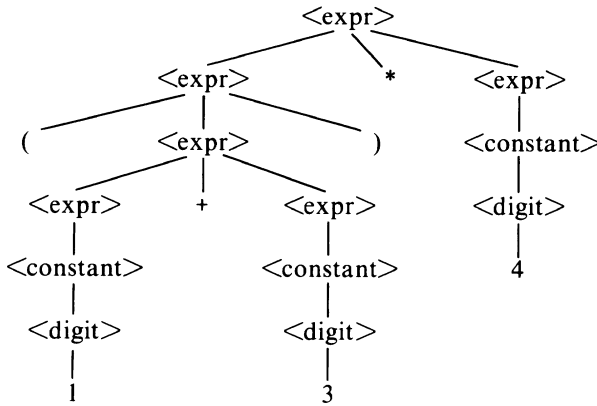 <expr>
<expr> * <expr>
( <expr> ) <constant>
<expr> + <expr> <digit>
<constant> <constant> 4
<digit> <digit>
1 3